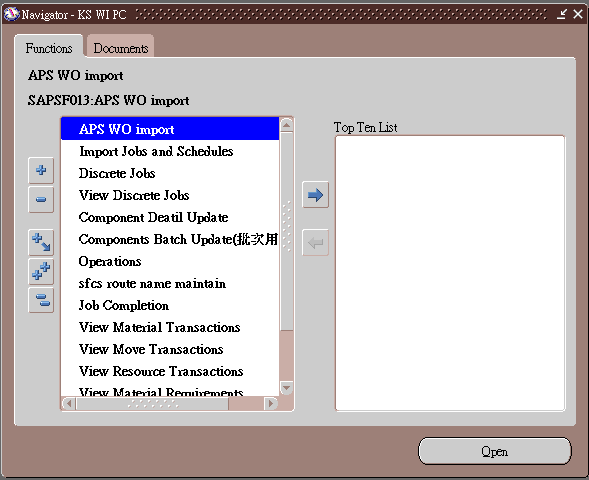 Navigator - KS WI PC
Functions
Documents
APS WO import
SAPSF013:APS WO import
APS WO import
Import Jobs and Schedules
Discrete Jobs
View Discrete Jobs
Component Deatil Update
Components Batch Update(批次用
Operations
sfcs route name maintain
Job Completion
View Material Transactions
View Move Transactions
View Resource Transactions
View Material Requirements
Top Ten List
Open